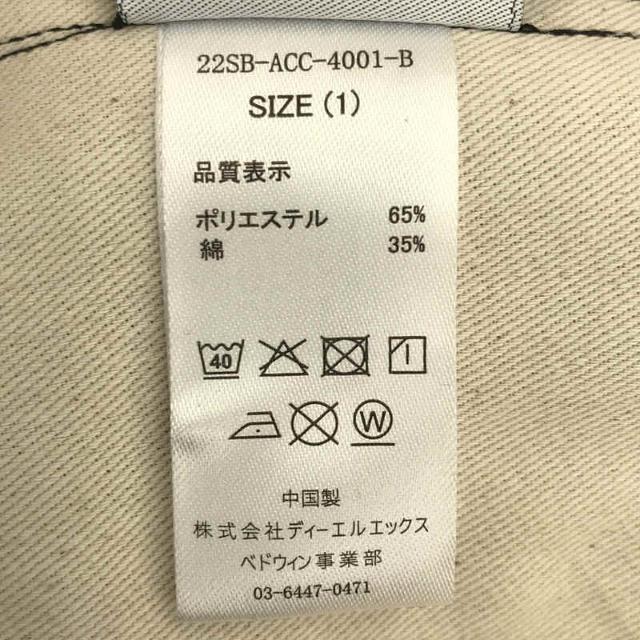 22SB-ACC-4001-B
SIZE (1)
品質表示
ポリエステル 65%
綿 35%
40
W
中国製
株式会社ディーエルエックス
ベドウィン事業部
03-6447-0471